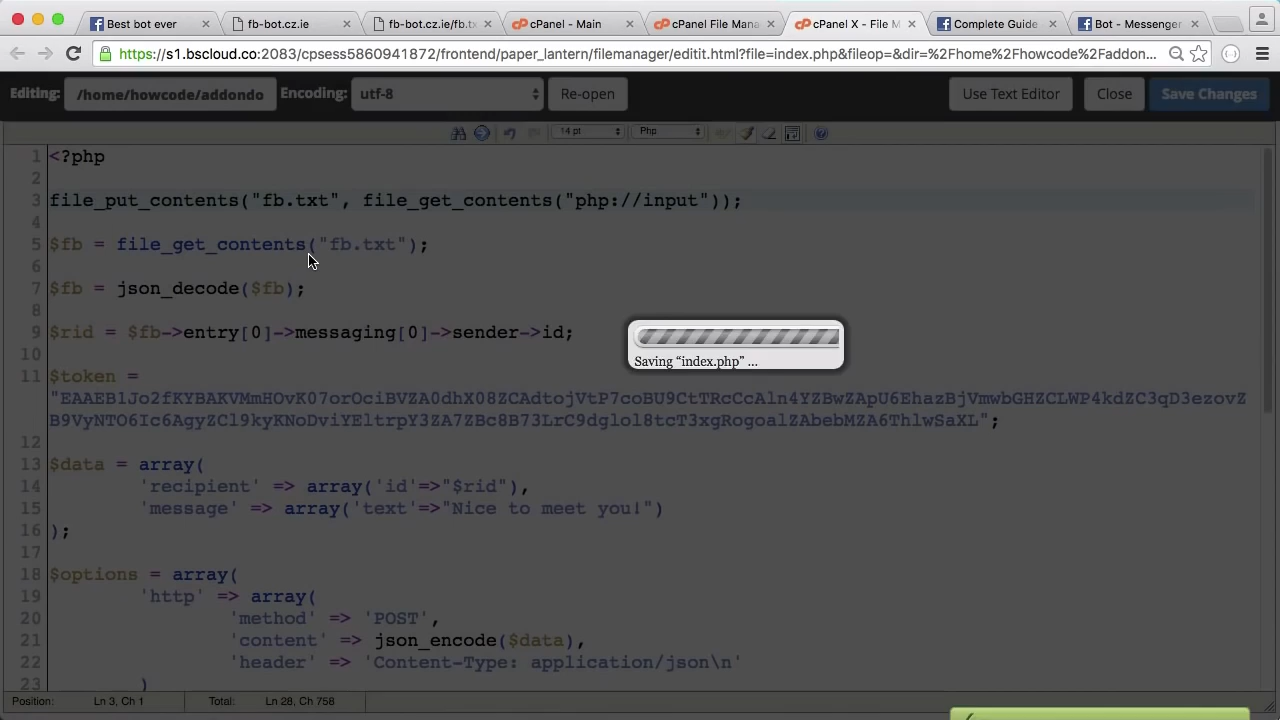 Best bot ever
fb-bot.cz.ie
fb-bot.cz.ie/fb.tx
cPanel - Main
cPanel File Mana
cPanel X - File M
Complete Guide
Bot - Messenger
https://s1.bscloud.co:2083/cpsess5860941872/frontend/paper_lantern/filemanager/editit.html?file=index.php&fileop=&dir=%2Fhome%2Fhowcode%2Faddon...
Editing: /home/howcode/addondo Encoding: utf-8 Re-open Use Text Editor Close Save Changes
14 pt Php
1 <?php
2
3 file_put_contents("fb.txt", file_get_contents("php://input"));
4
5 $fb = file_get_contents("fb.txt");
6
7 $fb = json_decode($fb);
8
9 $rid = $fb->entry[0]->messaging[0]->sender->id;
10
11 $token =
12
13 $data = array(
14 'recipient' => array('id'=>"$rid"),
15 'message' => array('text'=>"Nice to meet you!")
16 );
17
18 $options = array(
19 'http' => array(
20 'method' => 'POST',
21 'content' => json_encode($data),
22 'header' => 'Content-Type: application/json\n'
23 )
Saving “index.php” ...
Position: Ln 3, Ch 1 Total: Ln 28, Ch 758